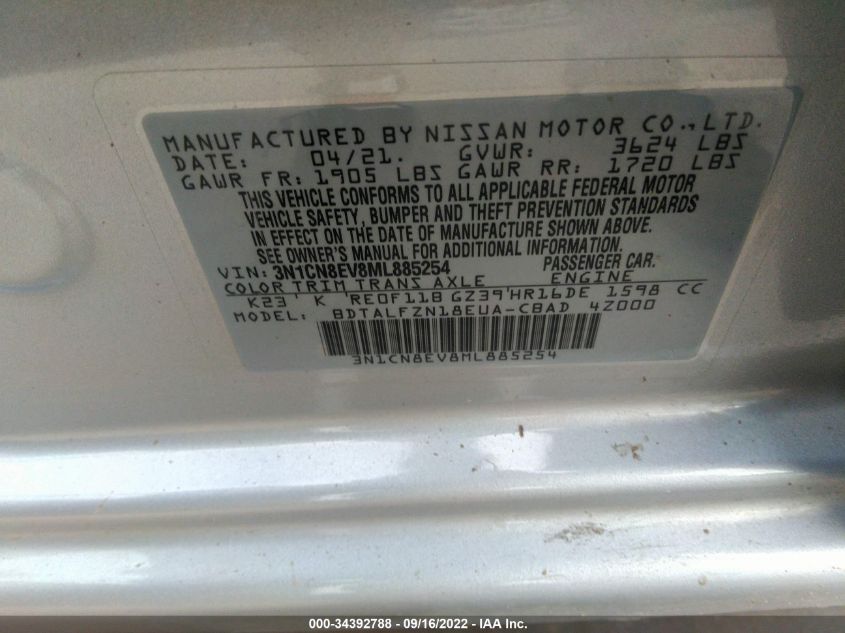 MANUFACTURED BY NISSAN MOTOR CO.,LTD.
DATE: 04/21. GVWR: 3624 LBS
GAWR FR: 1905 LBS GAWR RR: 1720 LBS
THIS VEHICLE CONFORMS TO ALL APPLICABLE FEDERAL MOTOR
VEHICLE SAFETY, BUMPER AND THEFT PREVENTION STANDARDS
IN EFFECT ON THE DATE OF MANUFACTURE SHOWN ABOVE.
SEE OWNER'S MANUAL FOR ADDITIONAL INFORMATION.
VIN: 3N1CN8EV8ML885254 PASSENGER CAR.
COLOR TRIM TRANS AXLE ENGINE
K23' K 'RE0F11B GZ39'HR16DE 1598 CC
MODEL: BDTALFZN18EUA-CBAD 4Z000
3N1CN8EV8ML885254
000-34392788 - 09/16/2022 - IAA Inc.